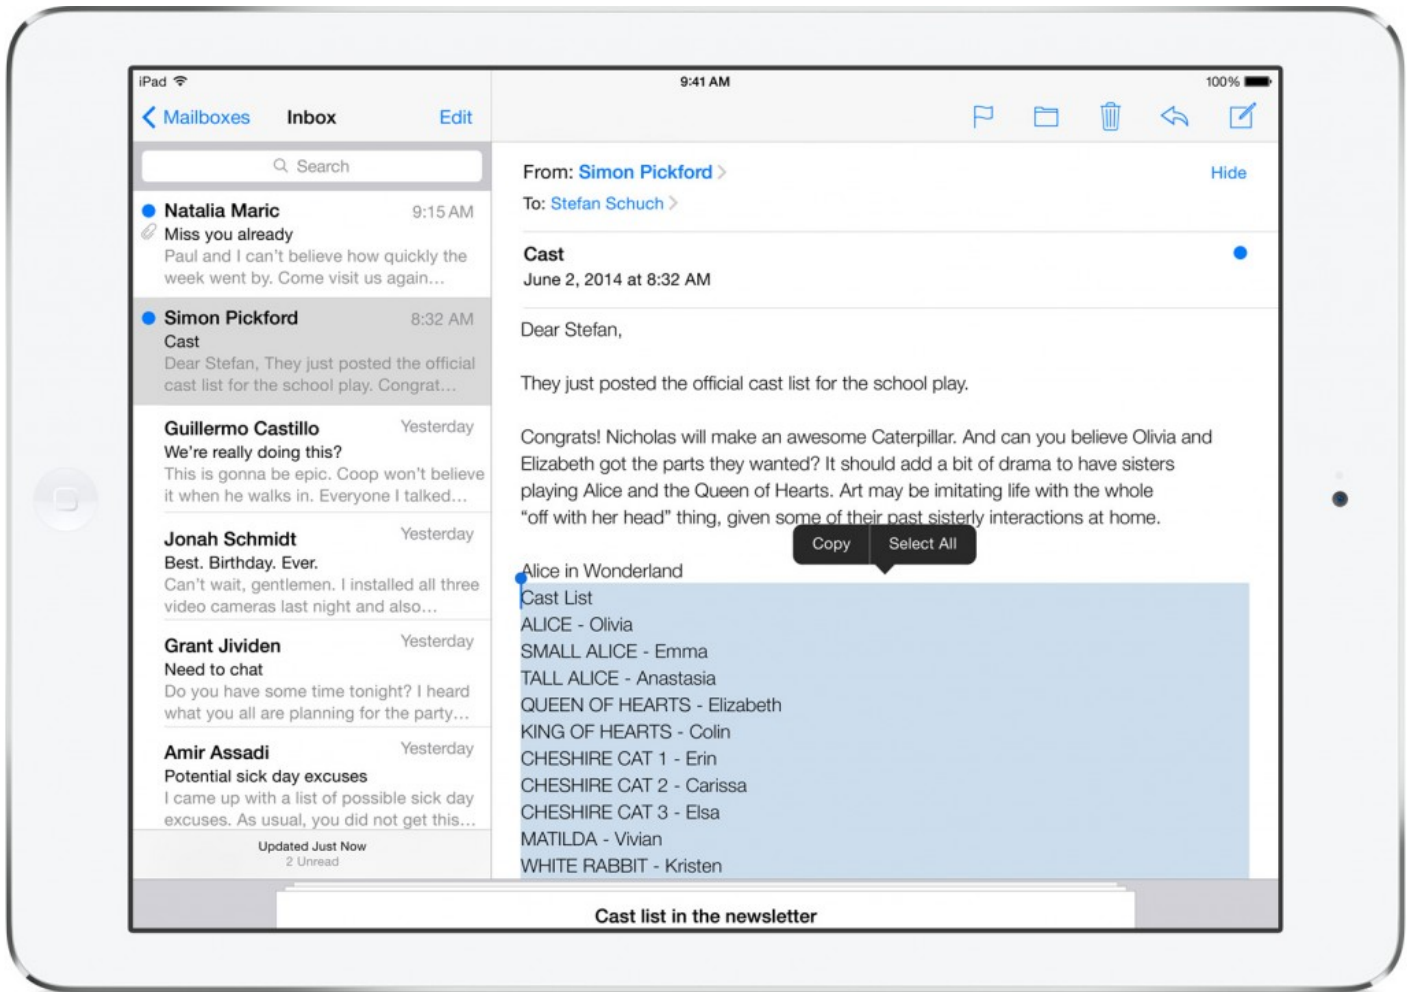 iPad
9:41 AM
100%
Mailboxes
Inbox
Edit
Search
Natalia Maric
9:15 AM
Miss you already
Paul and I can't believe how quickly the
week went by. Come visit us again…
Simon Pickford
8:32 AM
Cast
Dear Stefan, They just posted the official
cast list for the school play. Congrat…
Guillermo Castillo
Yesterday
We're really doing this?
This is gonna be epic. Coop won't believe
it when he walks in. Everyone I talked…
Jonah Schmidt
Yesterday
Best. Birthday. Ever.
Can't wait, gentlemen. I installed all three
video cameras last night and also…
Grant Jividen
Yesterday
Need to chat
Do you have some time tonight? I heard
what you all are planning for the party…
Amir Assadi
Yesterday
Potential sick day excuses
I came up with a list of possible sick day
excuses. As usual, you did not get this…
Updated Just Now
2 Unread
From: Simon Pickford
Hide
To: Stefan Schuch
Cast
June 2, 2014 at 8:32 AM
Dear Stefan,
They just posted the official cast list for the school play.
Congrats! Nicholas will make an awesome Caterpillar. And can you believe Olivia and
Elizabeth got the parts they wanted? It should add a bit of drama to have sisters
playing Alice and the Queen of Hearts. Art may be imitating life with the whole
“off with her head” thing, given some of their past sisterly interactions at home.
Copy
Select All
Alice in Wonderland
Cast List
ALICE - Olivia
SMALL ALICE - Emma
TALL ALICE - Anastasia
QUEEN OF HEARTS - Elizabeth
KING OF HEARTS - Colin
CHESHIRE CAT 1 - Erin
CHESHIRE CAT 2 - Carissa
CHESHIRE CAT 3 - Elsa
MATILDA - Vivian
WHITE RABBIT - Kristen
Cast list in the newsletter